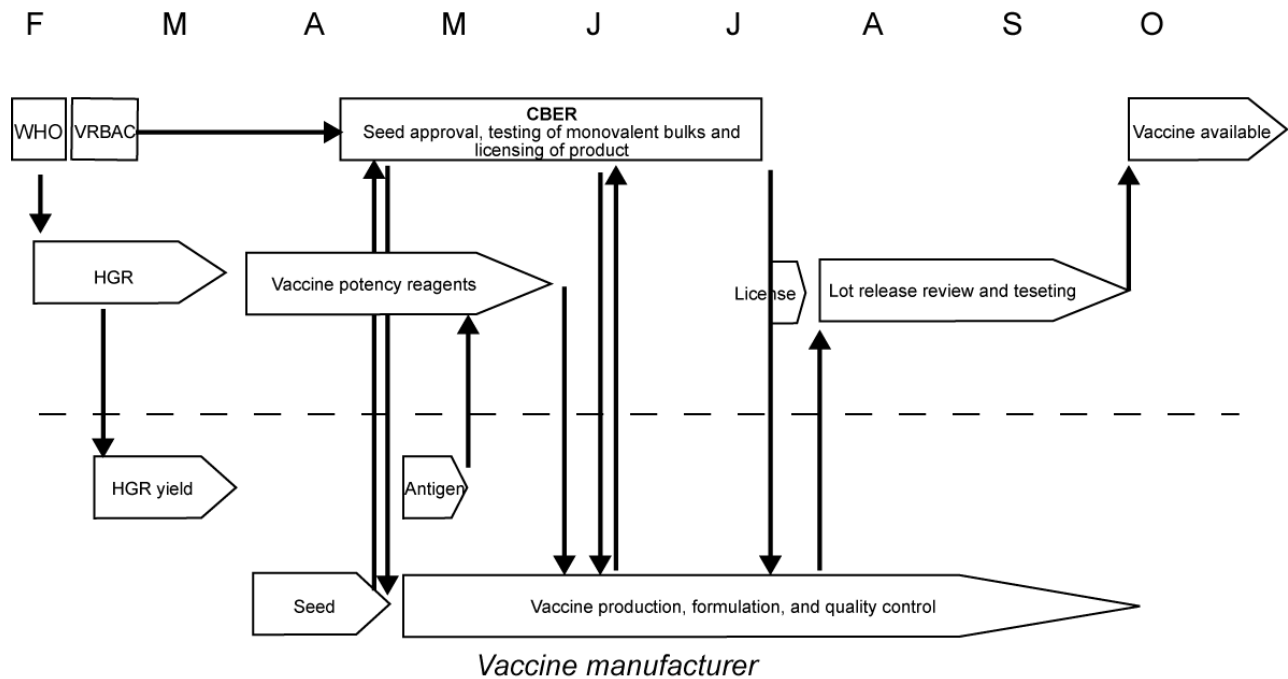 F M A M J J A S O
WHO VRBAC
CBER
Seed approval, testing of monovalent bulks and
licensing of product
Vaccine available
HGR
Vaccine potency reagents
License
Lot release review and teseting
HGR yield
Antigen
Seed
Vaccine production, formulation, and quality control
Vaccine manufacturer